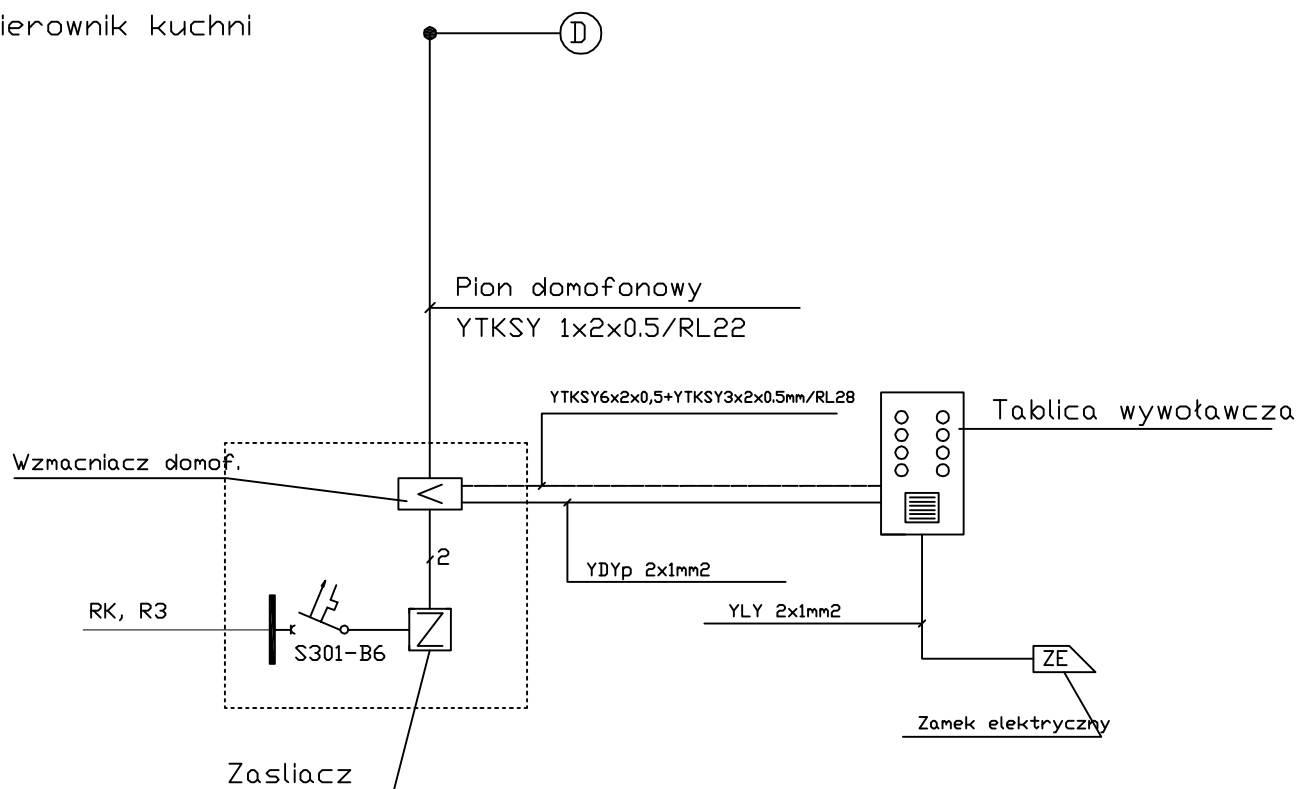 ierownik kuchni
D
Pion domofonowy
YTKSY 1x2x0.5/RL22
YTKSY6x2x0,5+YTKSY3x2x0.5mm/RL28
Tablica wywoławcza
Wzmacniacz domof.
<
2
YDYp 2x1mm2
RK, R3
YLY 2x1mm2
Z
S301-B6
ZE
Zamek elektryczny
Zasliacz